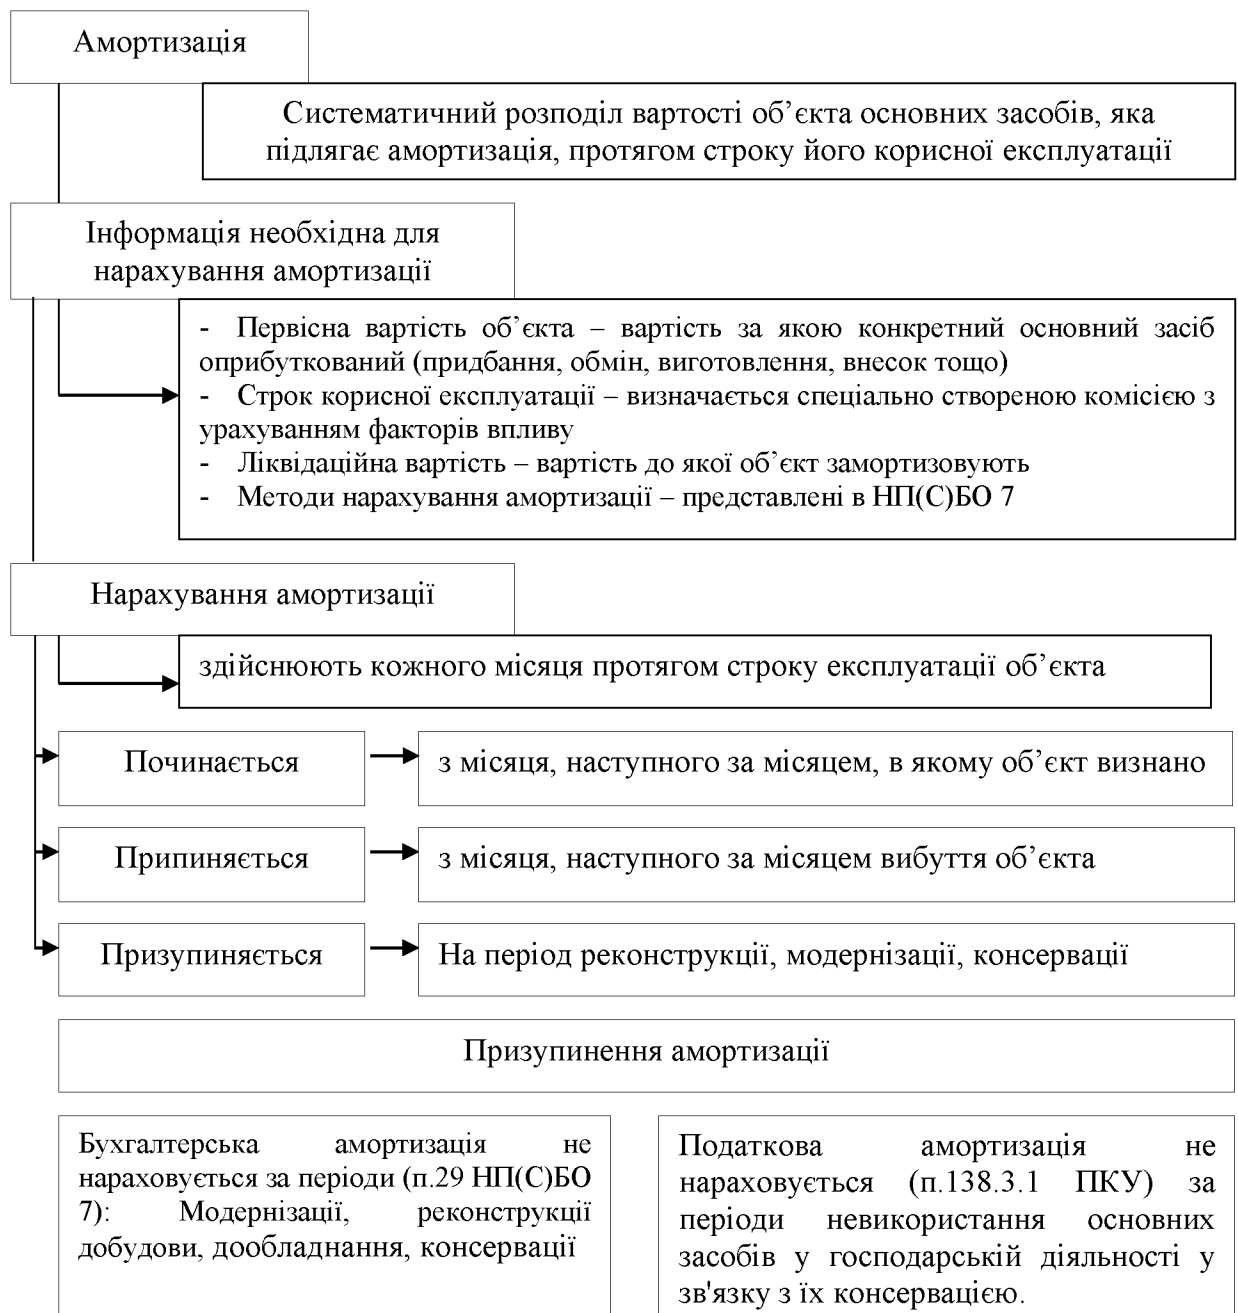 Амортизація
Систематичний розподіл вартості об’єкта основних засобів, яка
підлягає амортизація, протягом строку його корисної експлуатації
Інформація необхідна для
нарахування амортизації
- Первісна вартість об’єкта – вартість за якою конкретний основний засіб
оприбуткований (придбання, обмін, виготовлення, внесок тощо)
- Строк корисної експлуатації – визначається спеціально створеною комісією з
урахуванням факторів впливу
- Ліквідаційна вартість – вартість до якої об’єкт замортизовують
- Методи нарахування амортизації – представлені в НП(С)БО 7
Нарахування амортизації
здійснюють кожного місяця протягом строку експлуатації об’єкта
Починається
з місяця, наступного за місяцем, в якому об’єкт визнано
Припиняється
з місяця, наступного за місяцем вибуття об’єкта
Призупиняється
На період реконструкції, модернізації, консервації
Призупинення амортизації
Бухгалтерська амортизація не
нараховується за періоди (п.29 НП(С)БО
7): Модернізації, реконструкції
добудови, дообладнання, консервації
Податкова амортизація не
нараховується (п.138.3.1 ПКУ) за
періоди невикористання основних
засобів у господарській діяльності у
зв'язку з їх консервацією.